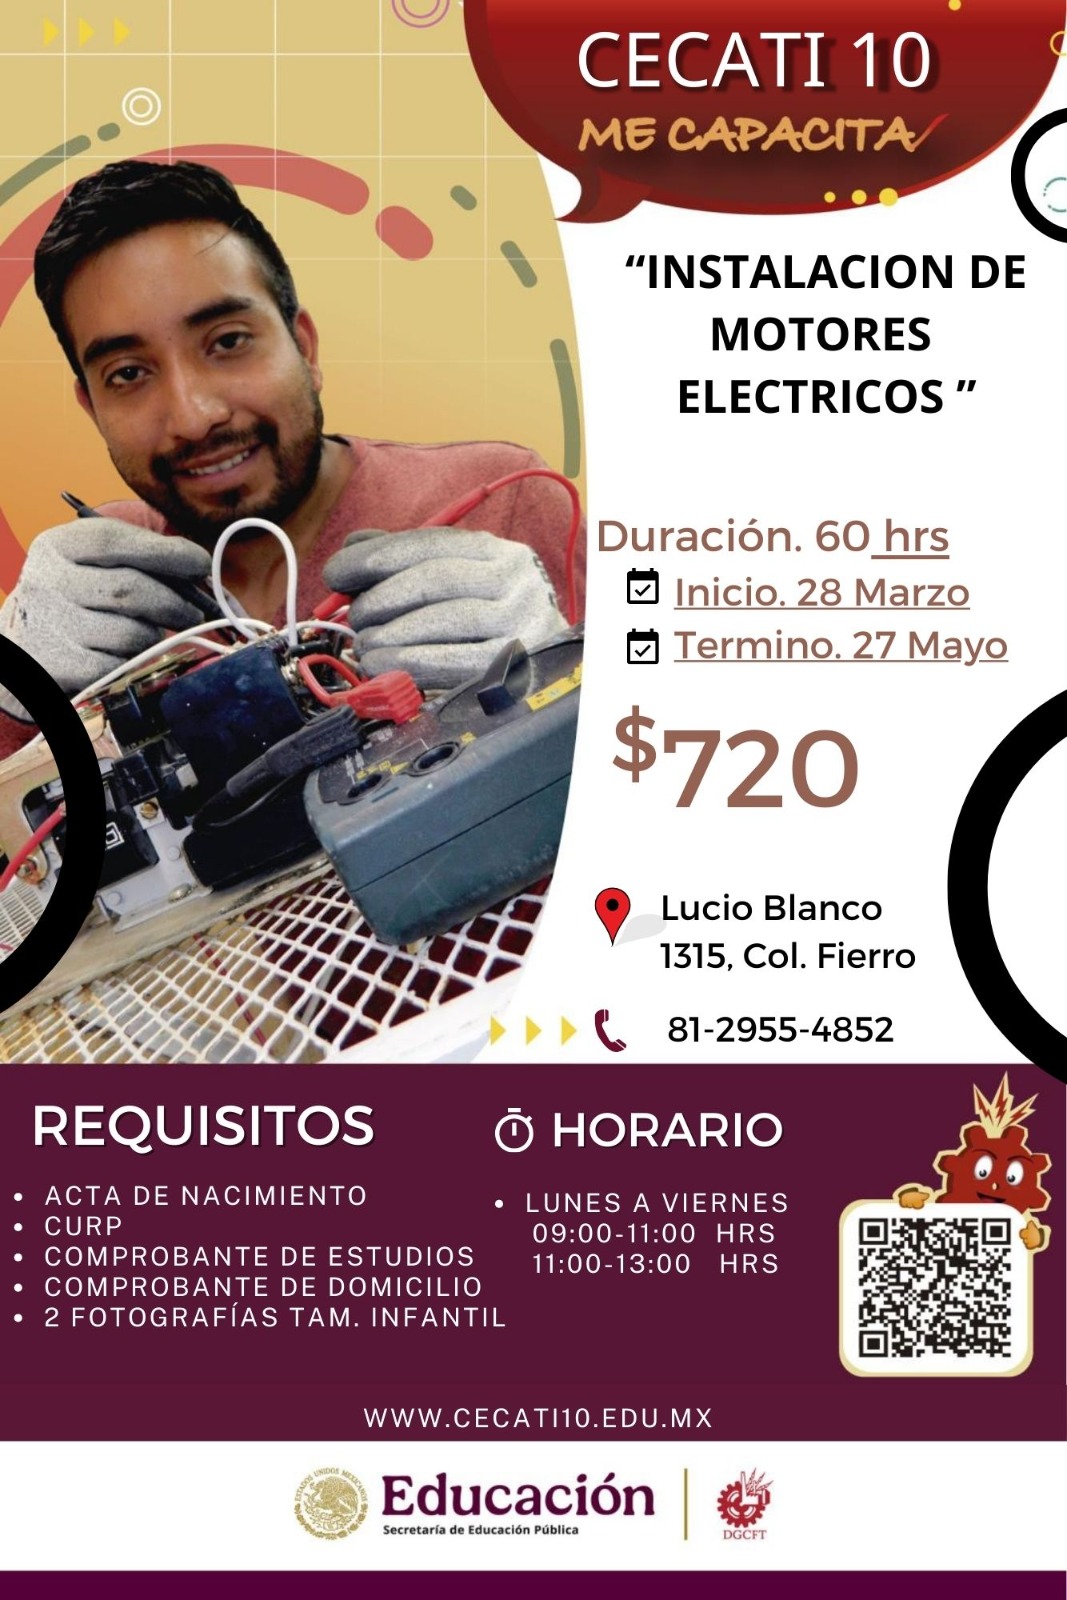 CECATI 10
ME CAPACITA
“INSTALACION DE
MOTORES
ELECTRICOS ”
Duración. 60 hrs
Inicio. 28 Marzo
Termino. 27 Mayo
$720
Lucio Blanco
1315, Col. Fierro
81-2955-4852
REQUISITOS
• ACTA DE NACIMIENTO
• CURP
• COMPROBANTE DE ESTUDIOS
• COMPROBANTE DE DOMICILIO
• 2 FOTOGRAFÍAS TAM. INFANTIL
HORARIO
• LUNES A VIERNES
09:00-11:00 HRS
11:00-13:00 HRS
WWW.CECATI10.EDU.MX
ESTADOS UNIDOS MEXICANOS
Educación
Secretaría de Educación Pública
DGCFT